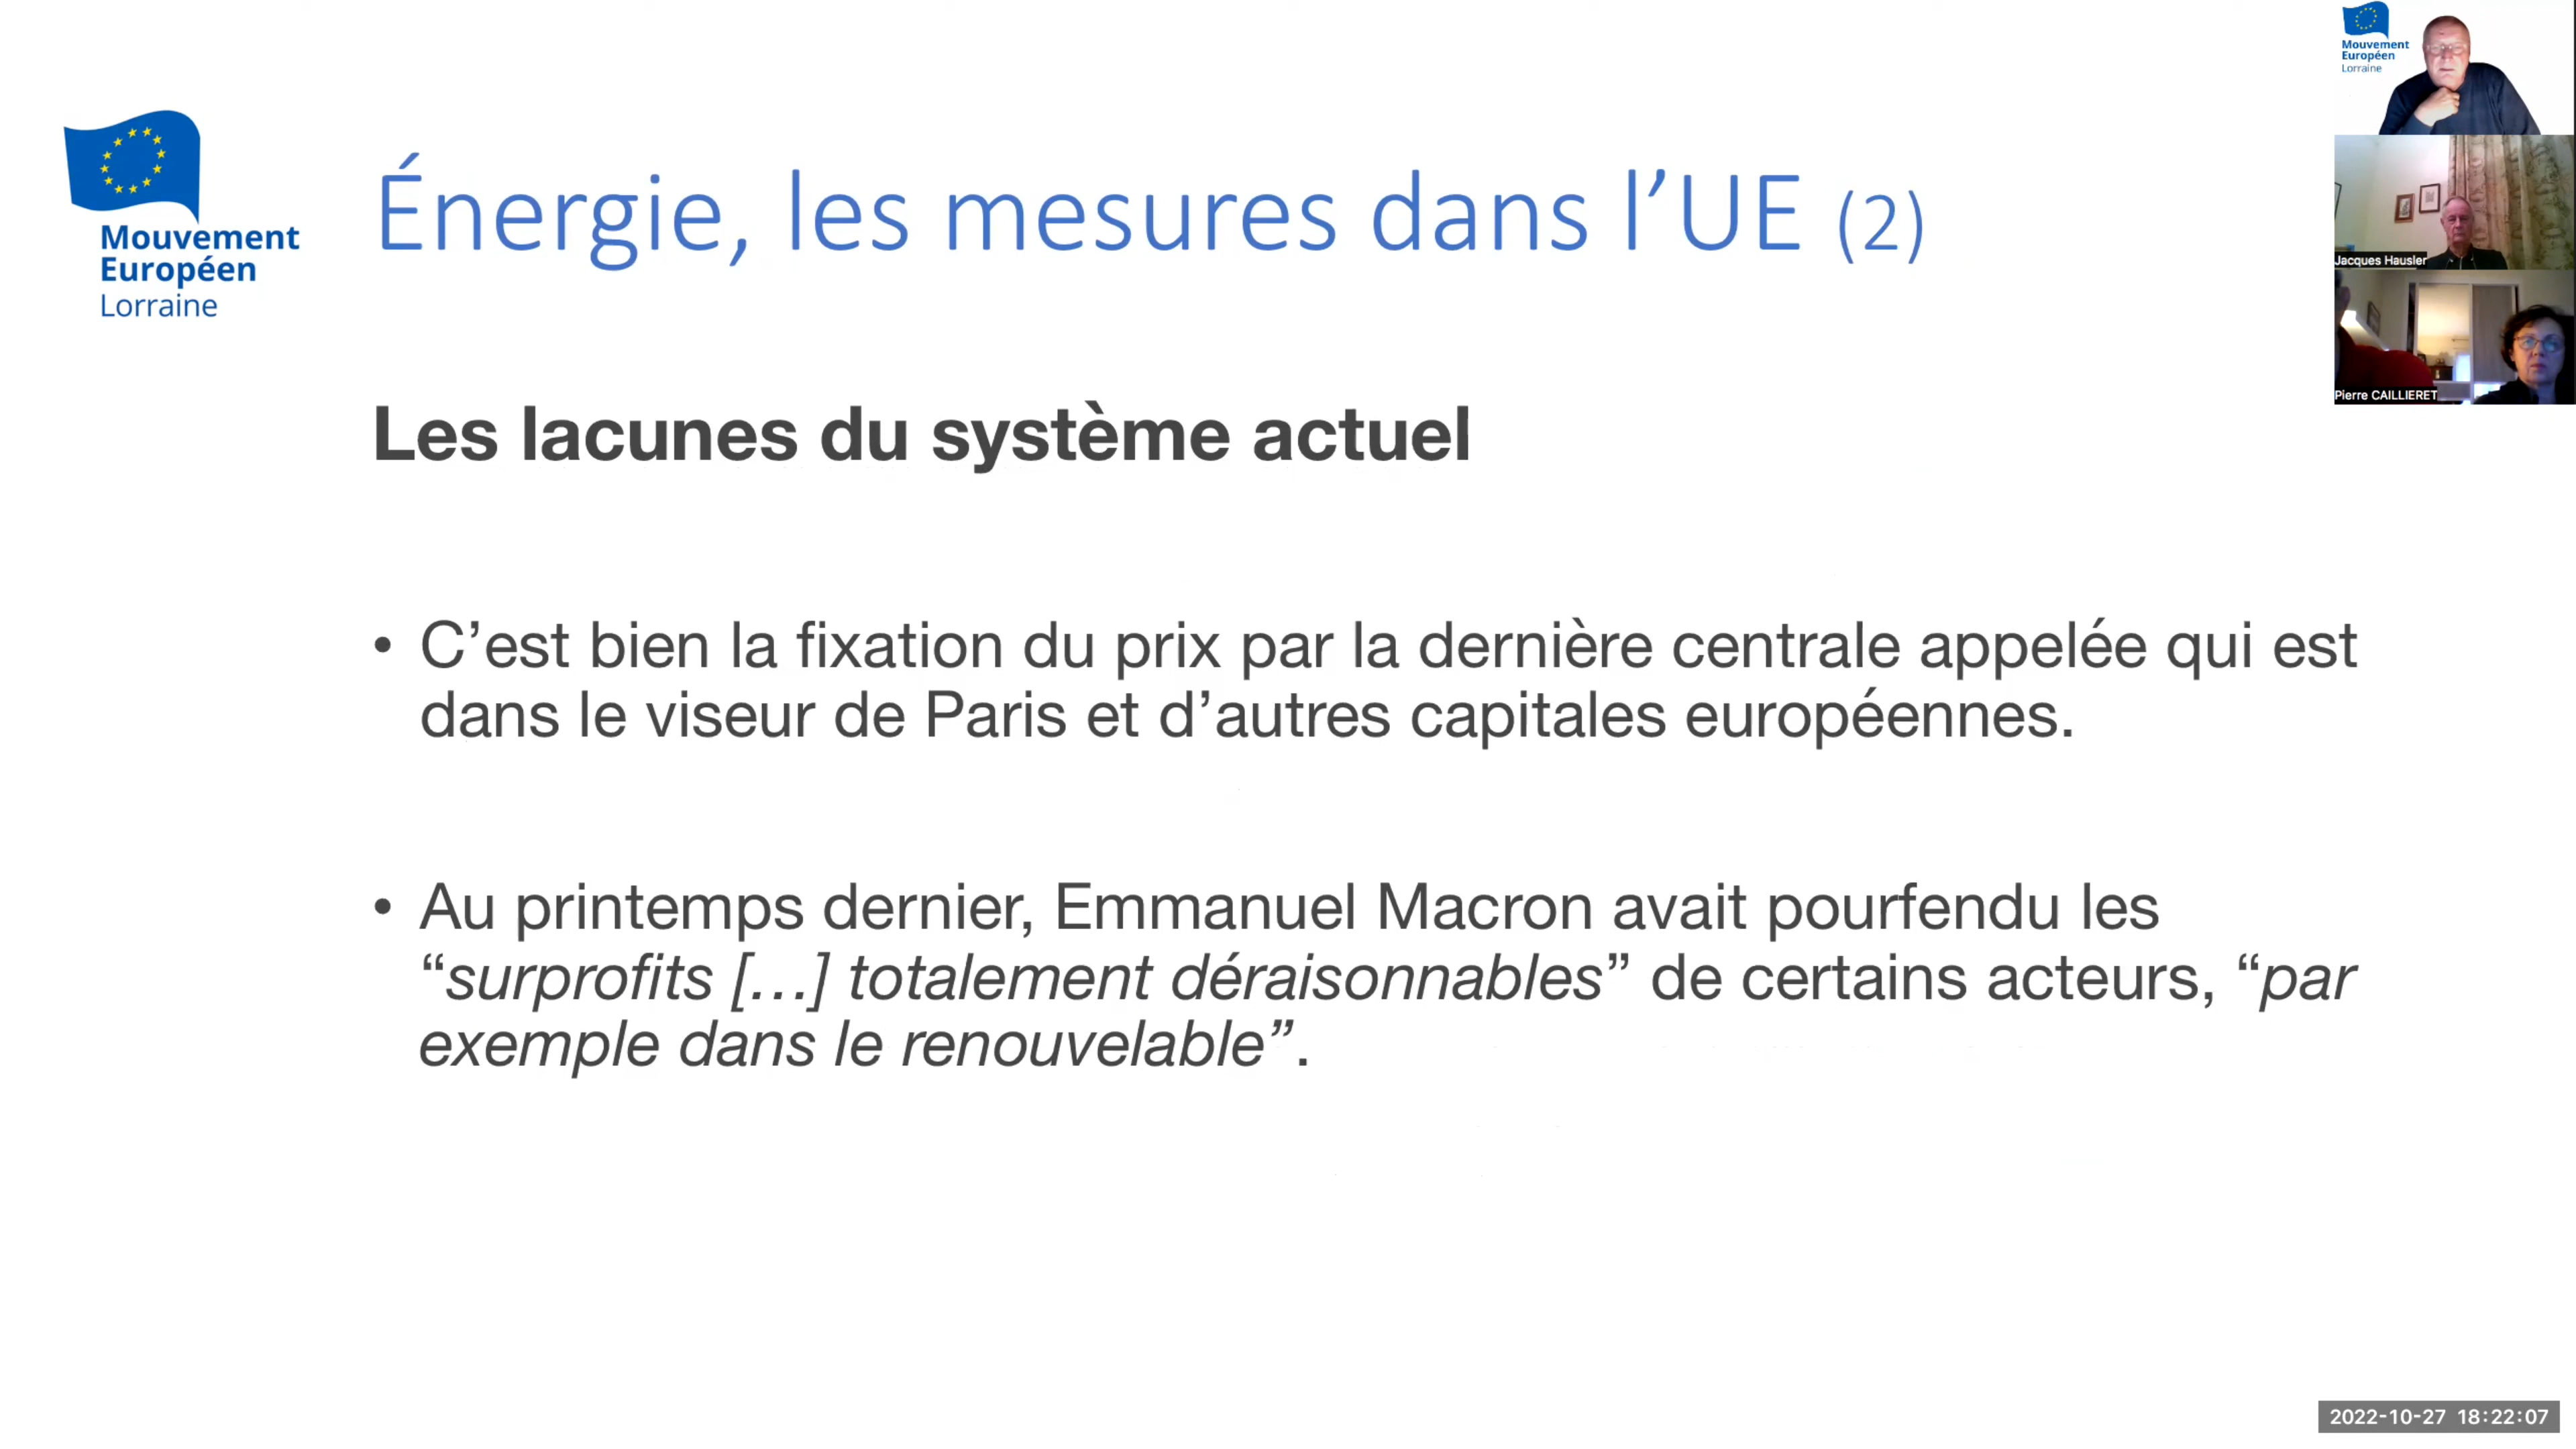 Mouvement
Européen
Lorraine
Énergie, les mesures dans l’UE (2)
Mouvement
Européen
Lorraine
Jacques Hausler
Pierre CAILLIERET
Les lacunes du système actuel
• C’est bien la fixation du prix par la dernière centrale appelée qui est
dans le viseur de Paris et d’autres capitales européennes.
• Au printemps dernier, Emmanuel Macron avait pourfendu les
“surprofits […] totalement déraisonnables” de certains acteurs, “par
exemple dans le renouvelable”.
2022-10-27 18:22:07